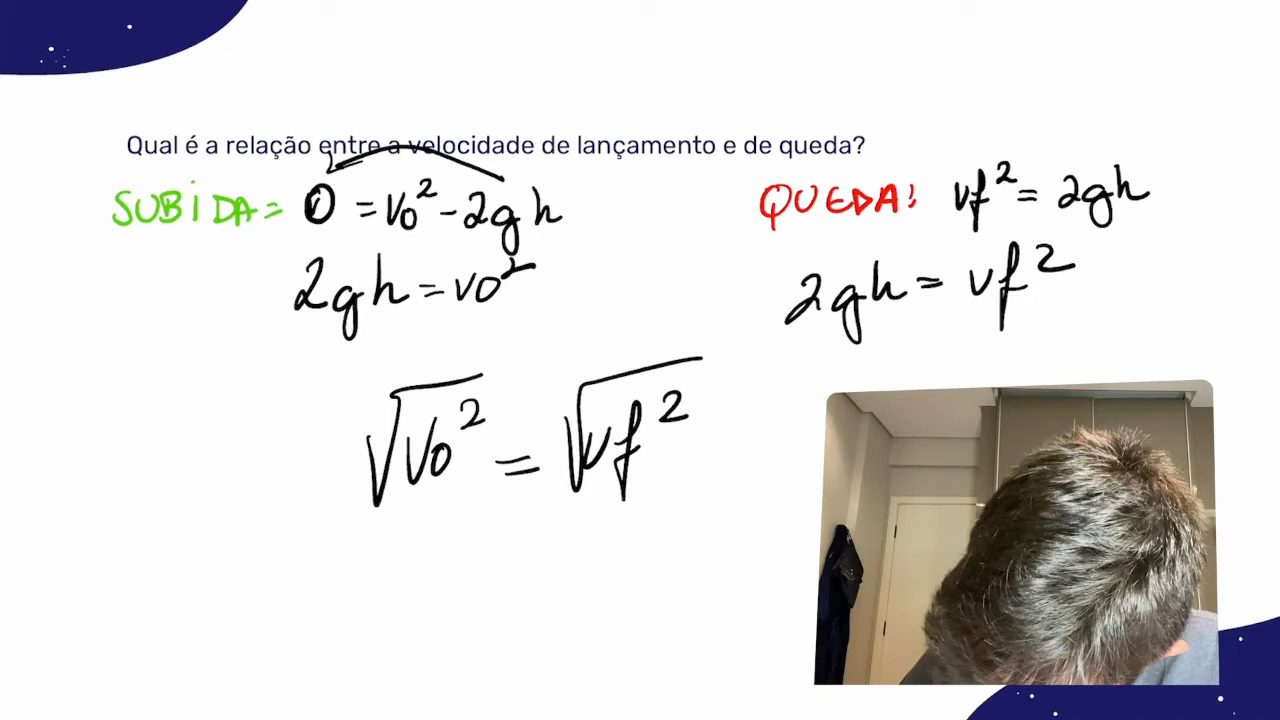 Qual é a relação entre a velocidade de lançamento e de queda?
SUBIDA= 0 = vo² - 2gh
QUEDA: vf² = 2gh
2gh = vo²
2gh = vf²
√vo² = √vf²